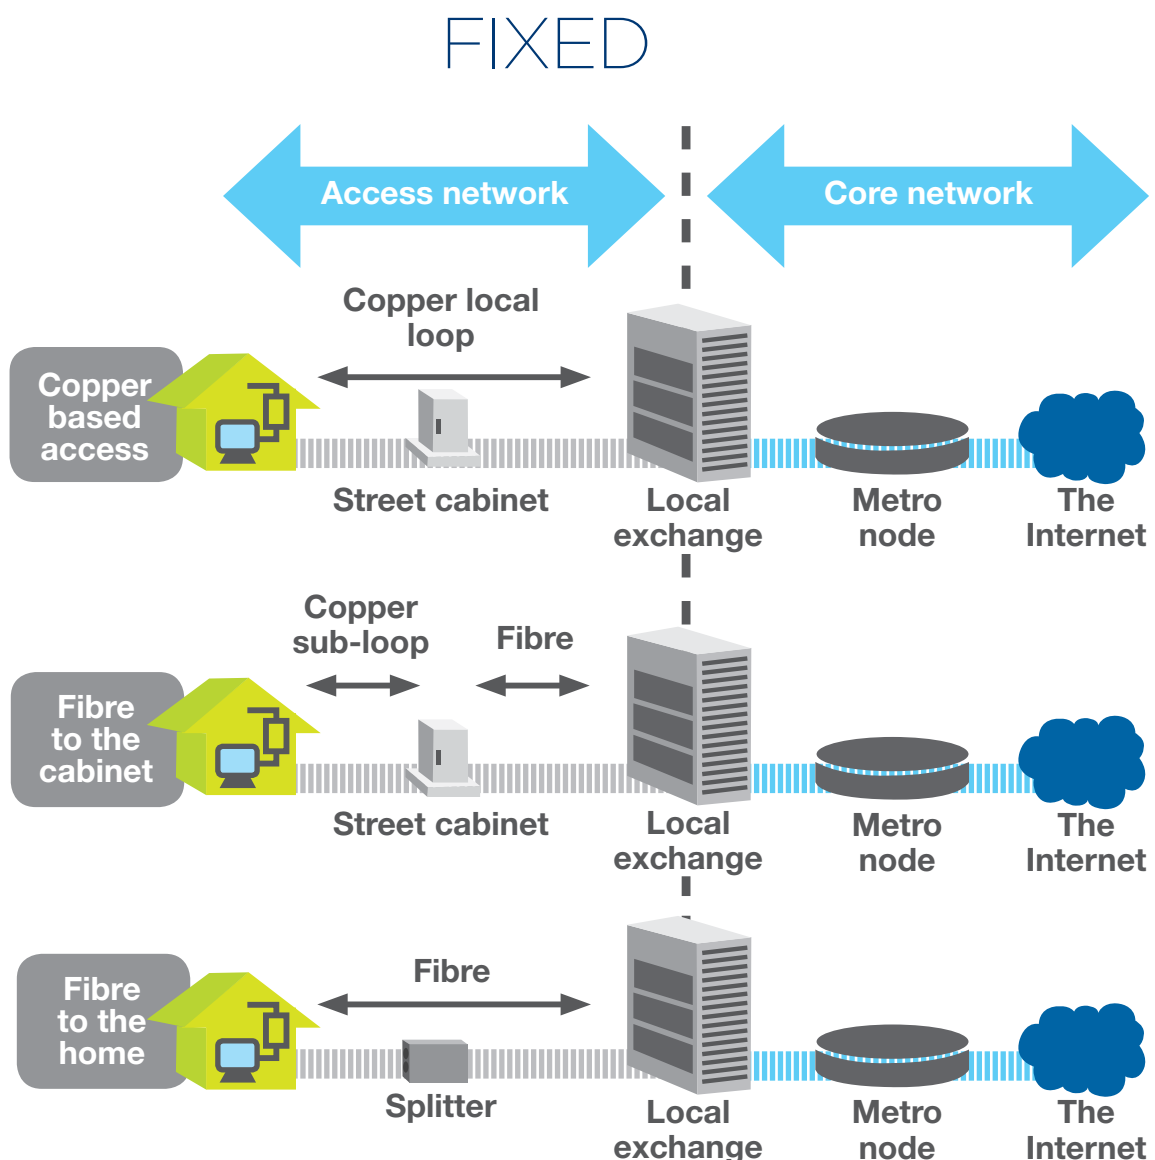 FIXED
Access network
Core network
Copper local
loop
Copper
based
access
Street cabinet
Local
exchange
Metro
node
The
Internet
Copper
sub-loop
Fibre
Fibre
to the
cabinet
Street cabinet
Local
exchange
Metro
node
The
Internet
Fibre
Fibre
to the
home
Splitter
Local
exchange
Metro
node
The
Internet